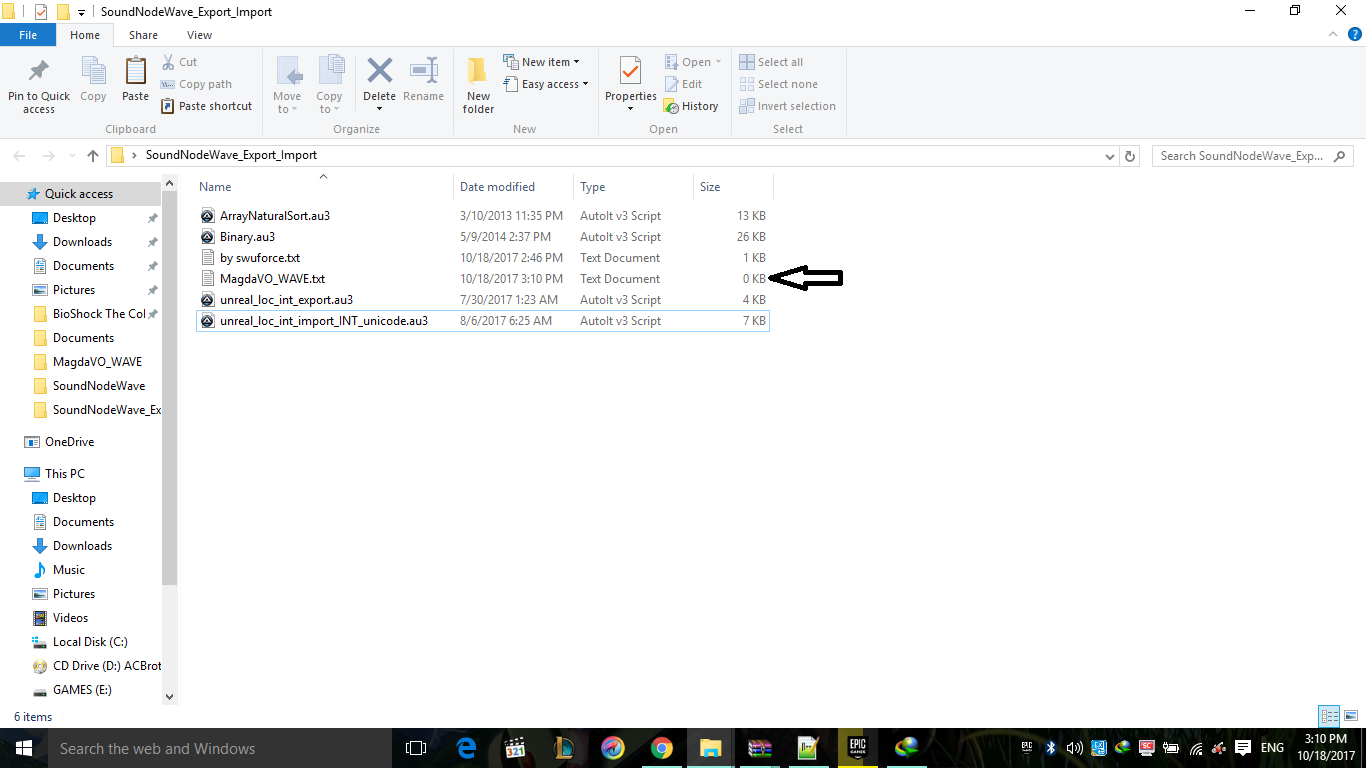 SoundNodeWave_Export_Import
File Home Share View
Pin to Quick access
Copy
Paste
Cut
Copy path
Paste shortcut
Move to
Copy to
Delete
Rename
New folder
New item
Easy access
Properties
Open
Edit
History
Select all
Select none
Invert selection
Clipboard Organize New Open Select
SoundNodeWave_Export_Import
Search SoundNodeWave_Exp...
Name Date modified Type Size
ArrayNaturalSort.au3 3/10/2013 11:35 PM AutoIt v3 Script 13 KB
Binary.au3 5/9/2014 2:37 PM AutoIt v3 Script 26 KB
by swuforce.txt 10/18/2017 2:46 PM Text Document 1 KB
MagdaVO_WAVE.txt 10/18/2017 3:10 PM Text Document 0 KB
unreal_loc_int_export.au3 7/30/2017 1:23 AM AutoIt v3 Script 4 KB
unreal_loc_int_import_INT_unicode.au3 8/6/2017 6:25 AM AutoIt v3 Script 7 KB
Quick access
Desktop
Downloads
Documents
Pictures
BioShock The Col
Documents
MagdaVO_WAVE
SoundNodeWave
SoundNodeWave_Ex
OneDrive
This PC
Desktop
Documents
Downloads
Music
Pictures
Videos
Local Disk (C:)
CD Drive (D:) ACBrot
GAMES (E:)
6 items
Search the web and Windows
321
EPIC GAMES
ENG
3:10 PM
10/18/2017